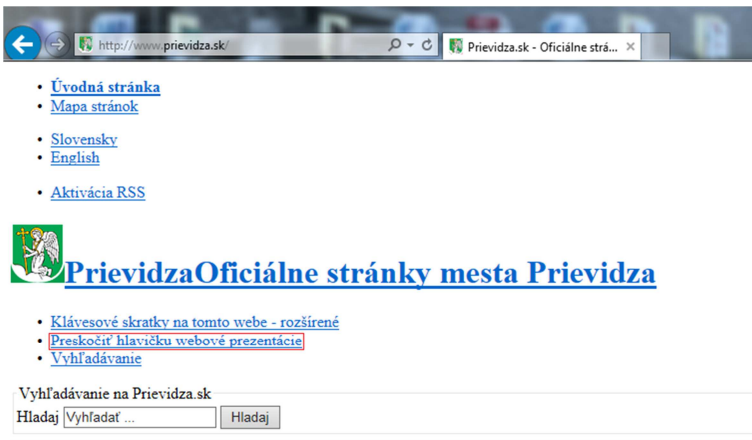 http://www.prievidza.sk/
Prievidza.sk - Oficiálne strá...
Úvodná stránka
Mapa stránok
Slovensky
English
Aktivácia RSS
PrievidzaOficiálne stránky mesta Prievidza
Klávesové skratky na tomto webe - rozšírené
Preskočiť hlavičku webové prezentácie
Vyhľadávanie
Vyhľadávanie na Prievidza.sk
Hladaj Vyhľadať ... Hladaj